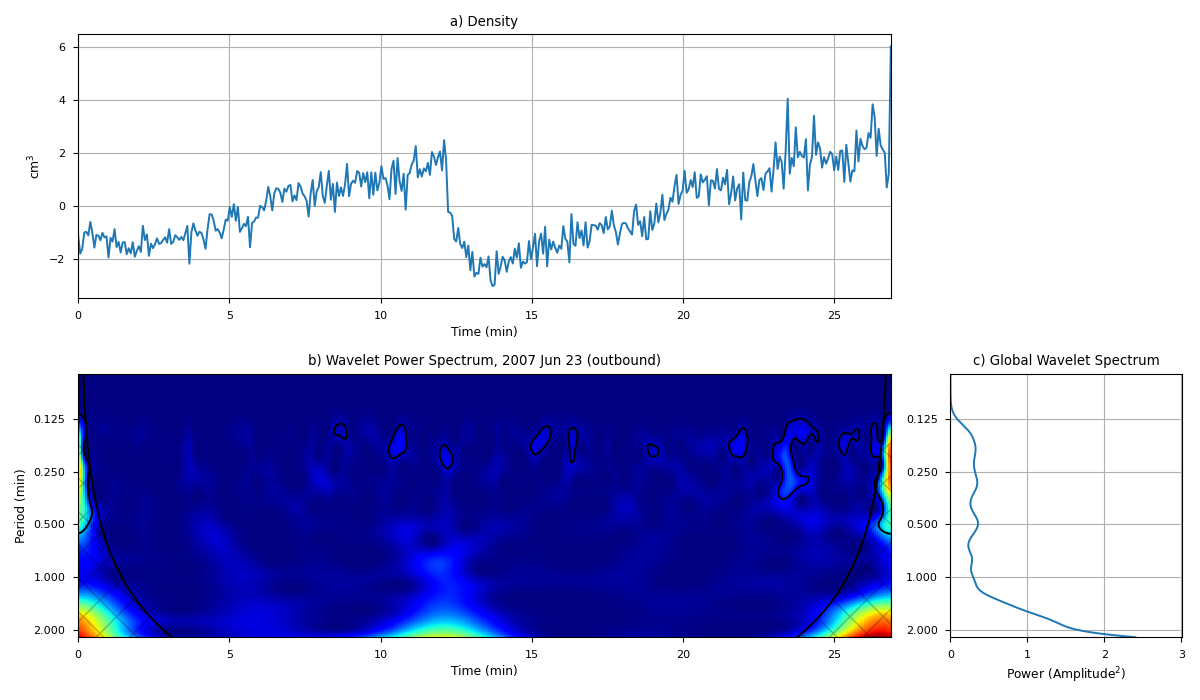 a) Density
6
4
2
0
−2
cm³
0 5 10 15 20 25
Time (min)
b) Wavelet Power Spectrum, 2007 Jun 23 (outbound)
0.125
0.250
0.500
1.000
2.000
Period (min)
0 5 10 15 20 25
Time (min)
c) Global Wavelet Spectrum
0.125
0.250
0.500
1.000
2.000
0 1 2 3
Power (Amplitude²)